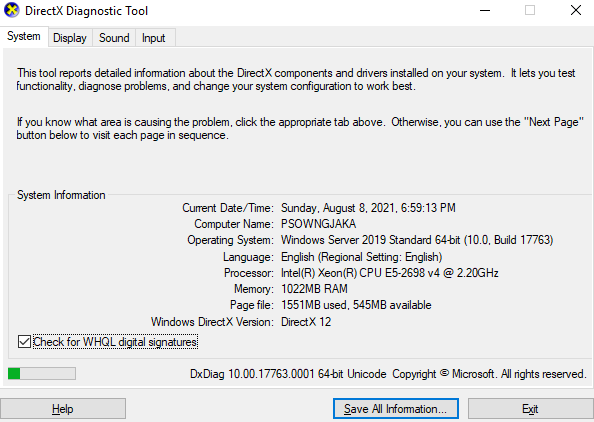 DirectX Diagnostic Tool
System Display Sound Input
This tool reports detailed information about the DirectX components and drivers installed on your system. It lets you test
functionality, diagnose problems, and change your system configuration to work best.
If you know what area is causing the problem, click the appropriate tab above. Otherwise, you can use the "Next Page"
button below to visit each page in sequence.
System Information
Current Date/Time: Sunday, August 8, 2021, 6:59:13 PM
Computer Name: PSOWNGJAKA
Operating System: Windows Server 2019 Standard 64-bit (10.0, Build 17763)
Language: English (Regional Setting: English)
Processor: Intel(R) Xeon(R) CPU E5-2698 v4 @ 2.20GHz
Memory: 1022MB RAM
Page file: 1551MB used, 545MB available
Windows DirectX Version: DirectX 12
Check for WHQL digital signatures
DxDiag 10.00.17763.0001 64-bit Unicode Copyright © Microsoft. All rights reserved.
Help Save All Information... Exit